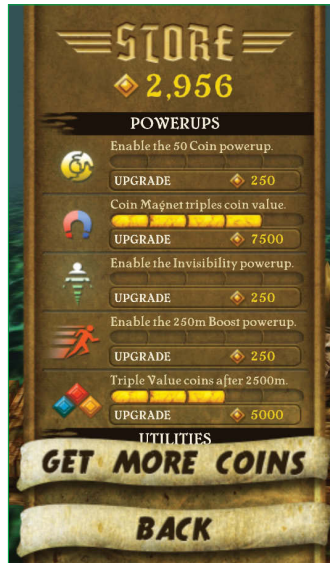 STORE
2,956
POWERUPS
Enable the 50 Coin powerup.
UPGRADE 250
Coin Magnet triples coin value.
UPGRADE 7500
Enable the Invisibility powerup.
UPGRADE 250
Enable the 250m Boost powerup.
UPGRADE 250
Triple Value coins after 2500m.
UPGRADE 5000
UTILITIES
GET MORE COINS
BACK